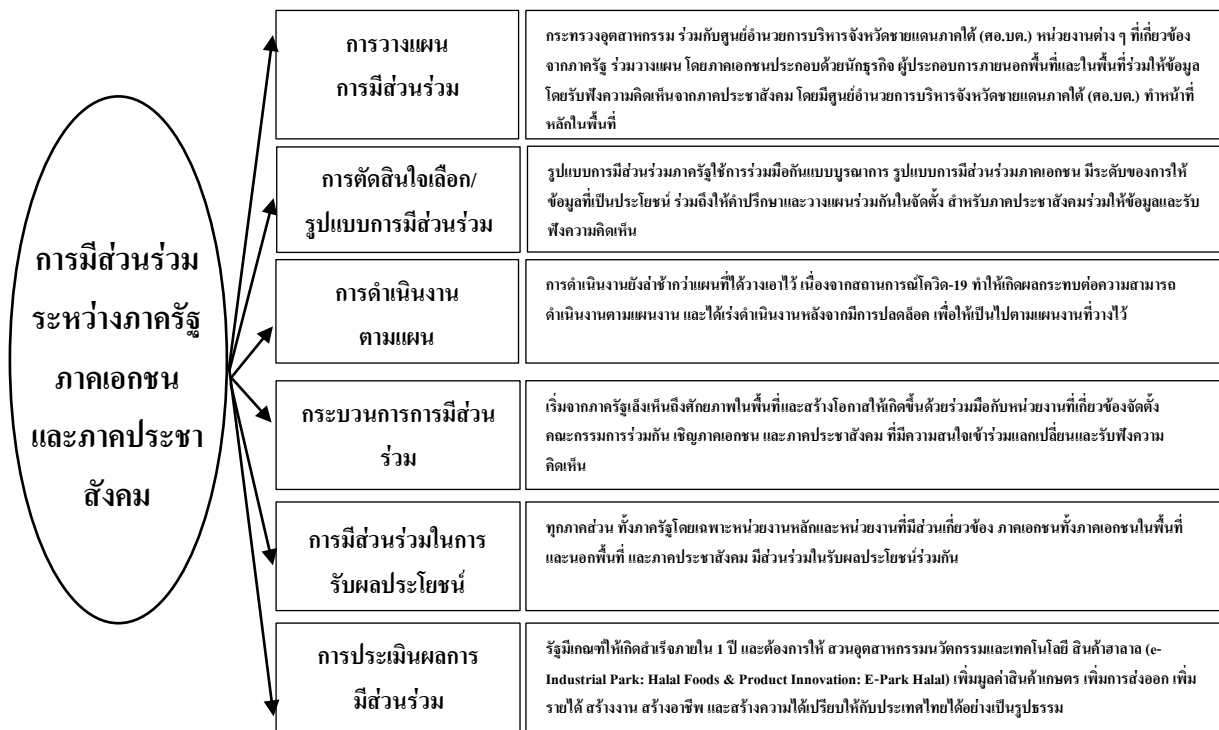 การมีส่วนร่วม
ระหว่างภาครัฐ
ภาคเอกชน
และภาคประชา
สังคม
การวางแผน
การมีส่วนร่วม
กระทรวงอุตสาหกรรม ร่วมกับศูนย์อำนวยการบริหารจังหวัดชายแดนภาคใต้ (ศอ.บต.) หน่วยงานต่าง ๆ ที่เกี่ยวข้อง
จากภาครัฐ ร่วมวางแผน โดยภาคเอกชนประกอบด้วยนักธุรกิจ ผู้ประกอบการภายนอกพื้นที่และในพื้นที่ร่วมให้ข้อมูล
โดยรับฟังความคิดเห็นจากภาคประชาสังคม โดยมีศูนย์อำนวยการบริหารจังหวัดชายแดนภาคใต้ (ศอ.บต.) ทำหน้าที่
หลักในพื้นที่
การตัดสินใจเลือก/
รูปแบบการมีส่วนร่วม
รูปแบบการมีส่วนร่วมภาครัฐใช้การร่วมมือกันแบบบูรณาการ รูปแบบการมีส่วนร่วมภาคเอกชน มีระดับของการให้
ข้อมูลที่เป็นประโยชน์ ร่วมถึงให้คำปรึกษาและวางแผนร่วมกันในจัดตั้ง สำหรับภาคประชาสังคมร่วมให้ข้อมูลและรับ
ฟังความคิดเห็น
การดำเนินงาน
ตามแผน
การดำเนินงานยังล่าช้ากว่าแผนที่ได้วางเอาไว้ เนื่องจากสถานการณ์โควิด-19 ทำให้เกิดผลกระทบต่อความสามารถ
ดำเนินงานตามแผนงาน และได้เร่งดำเนินงานหลังจากมีการปลดล็อค เพื่อให้เป็นไปตามแผนงานที่วางไว้
กระบวนการการมีส่วน
ร่วม
เริ่มจากภาครัฐเล็งเห็นถึงศักยภาพในพื้นที่และสร้างโอกาสให้เกิดขึ้นด้วยร่วมมือกับหน่วยงานที่เกี่ยวข้องจัดตั้ง
คณะกรรมการร่วมกัน เชิญภาคเอกชน และภาคประชาสังคม ที่มีความสนใจเข้าร่วมแลกเปลี่ยนและรับฟังความ
คิดเห็น
การมีส่วนร่วมในการ
รับผลประโยชน์
ทุกภาคส่วน ทั้งภาครัฐโดยเฉพาะหน่วยงานหลักและหน่วยงานที่มีส่วนเกี่ยวข้อง ภาคเอกชนทั้งภาคเอกชนในพื้นที่
และนอกพื้นที่ และภาคประชาสังคม มีส่วนร่วมในรับผลประโยชน์ร่วมกัน
การประเมินผลการ
มีส่วนร่วม
รัฐมีเกณฑ์ให้เกิดสำเร็จภายใน 1 ปี และต้องการให้ สวนอุตสาหกรรมนวัตกรรมและเทคโนโลยี สินค้าฮาลาล (e-
Industrial Park: Halal Foods & Product Innovation: E-Park Halal) เพิ่มมูลค่าสินค้าเกษตร เพิ่มการส่งออก เพิ่ม
รายได้ สร้างงาน สร้างอาชีพ และสร้างความได้เปรียบให้กับประเทศไทยได้อย่างเป็นรูปธรรม